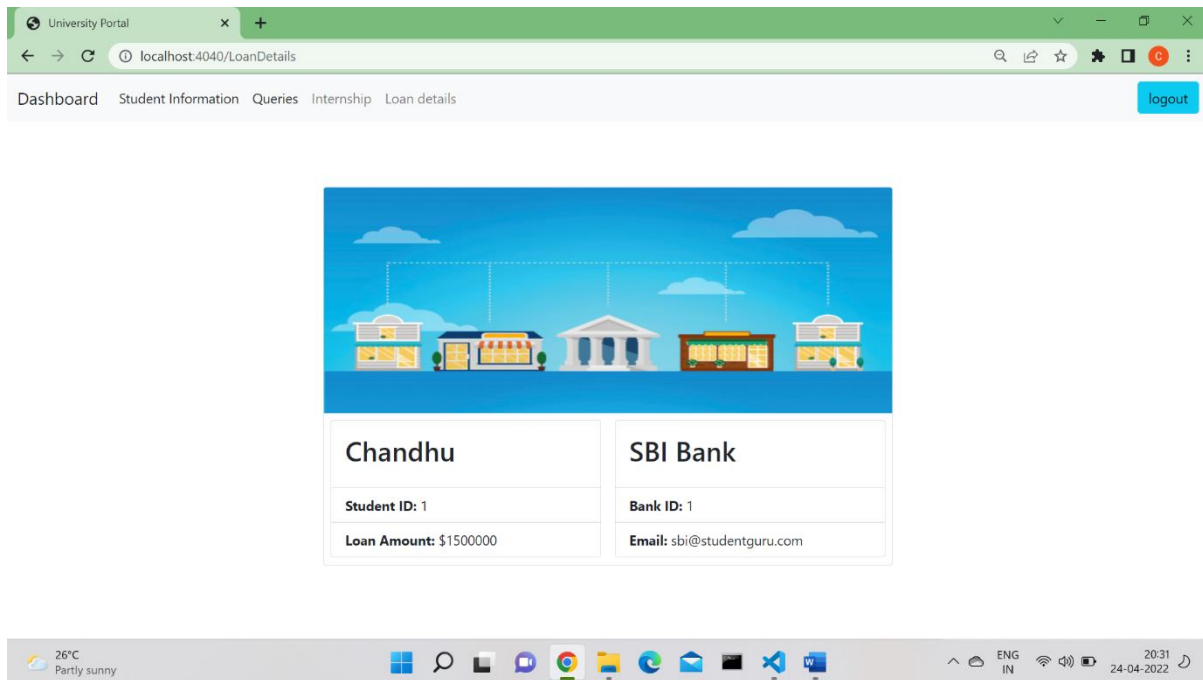 University Portal
localhost:4040/LoanDetails
C
Dashboard Student Information Queries Internship Loan details logout
Chandhu
Student ID: 1
Loan Amount: $1500000
SBI Bank
Bank ID: 1
Email: sbi@studentguru.com
26°C
Partly sunny
W
ENG
IN
20:31
24-04-2022